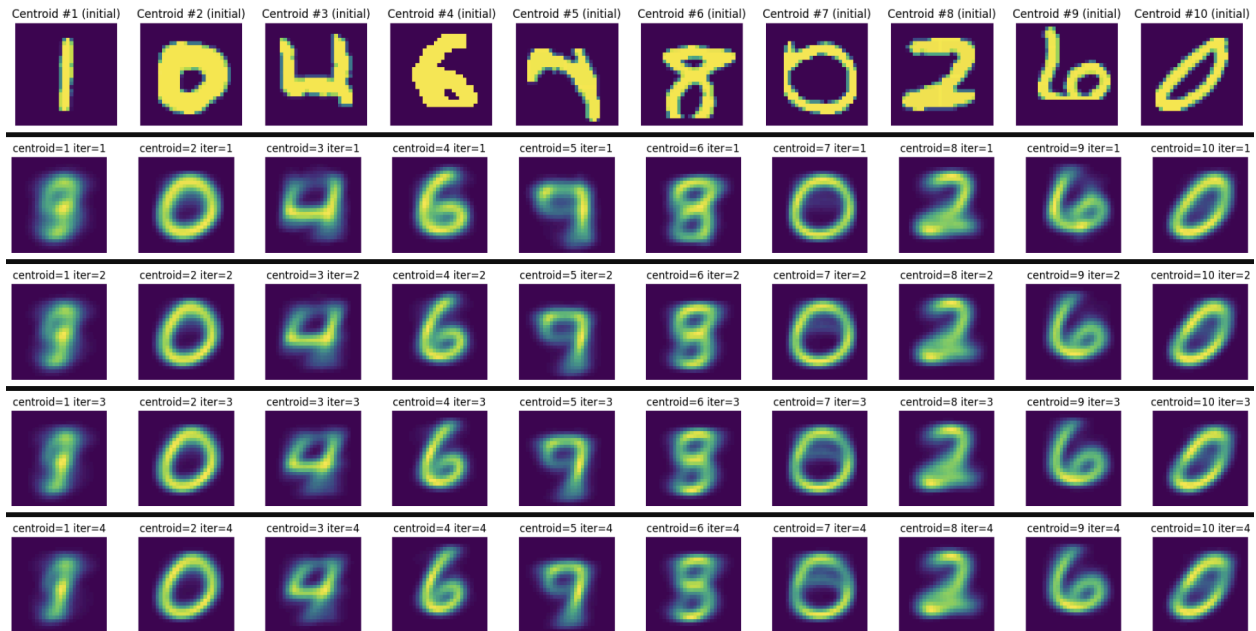 Centroid #1 (initial) Centroid #2 (initial) Centroid #3 (initial) Centroid #4 (initial) Centroid #5 (initial) Centroid #6 (initial) Centroid #7 (initial) Centroid #8 (initial) Centroid #9 (initial) Centroid #10 (initial)
1 0 4 6 7 8 0 2 6 0
centroid=1 iter=1 centroid=2 iter=1 centroid=3 iter=1 centroid=4 iter=1 centroid=5 iter=1 centroid=6 iter=1 centroid=7 iter=1 centroid=8 iter=1 centroid=9 iter=1 centroid=10 iter=1
centroid=1 iter=2 centroid=2 iter=2 centroid=3 iter=2 centroid=4 iter=2 centroid=5 iter=2 centroid=6 iter=2 centroid=7 iter=2 centroid=8 iter=2 centroid=9 iter=2 centroid=10 iter=2
centroid=1 iter=3 centroid=2 iter=3 centroid=3 iter=3 centroid=4 iter=3 centroid=5 iter=3 centroid=6 iter=3 centroid=7 iter=3 centroid=8 iter=3 centroid=9 iter=3 centroid=10 iter=3
centroid=1 iter=4 centroid=2 iter=4 centroid=3 iter=4 centroid=4 iter=4 centroid=5 iter=4 centroid=6 iter=4 centroid=7 iter=4 centroid=8 iter=4 centroid=9 iter=4 centroid=10 iter=4